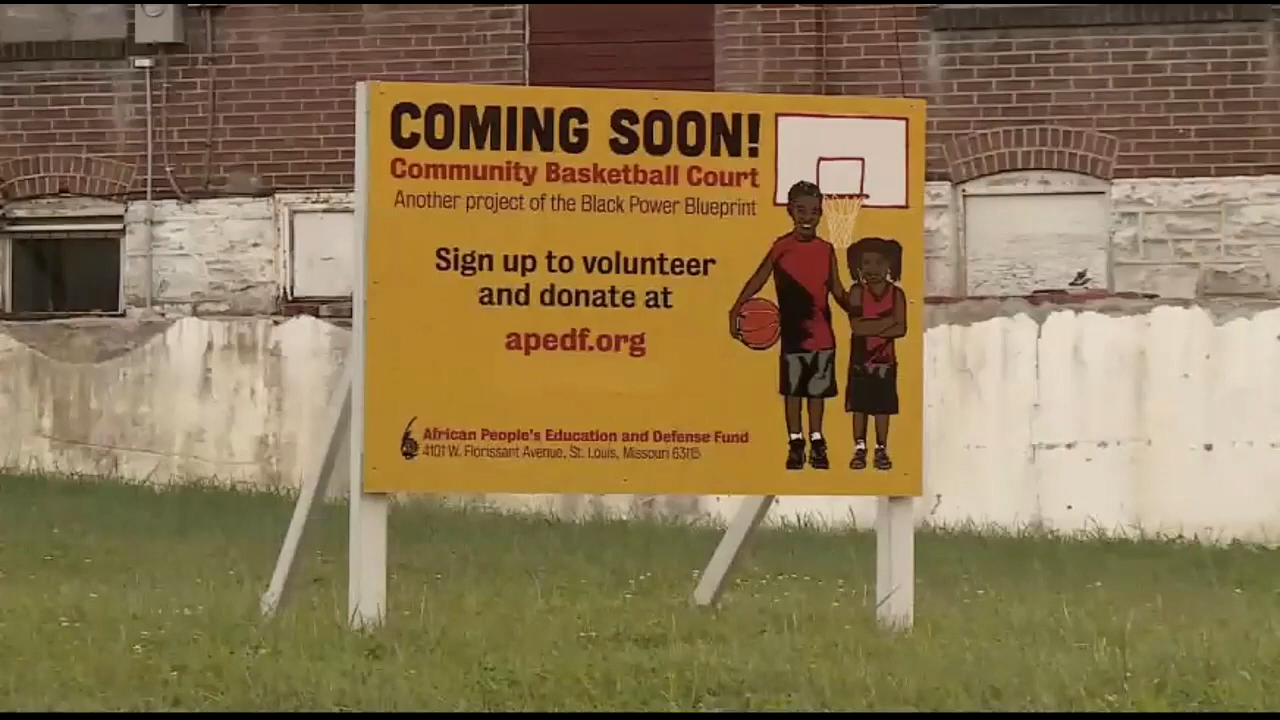 COMING SOON!
Community Basketball Court
Another project of the Black Power Blueprint
Sign up to volunteer
and donate at
apedf.org
African People's Education and Defense Fund
4101 W. Florissant Avenue, St. Louis, Missouri 63115